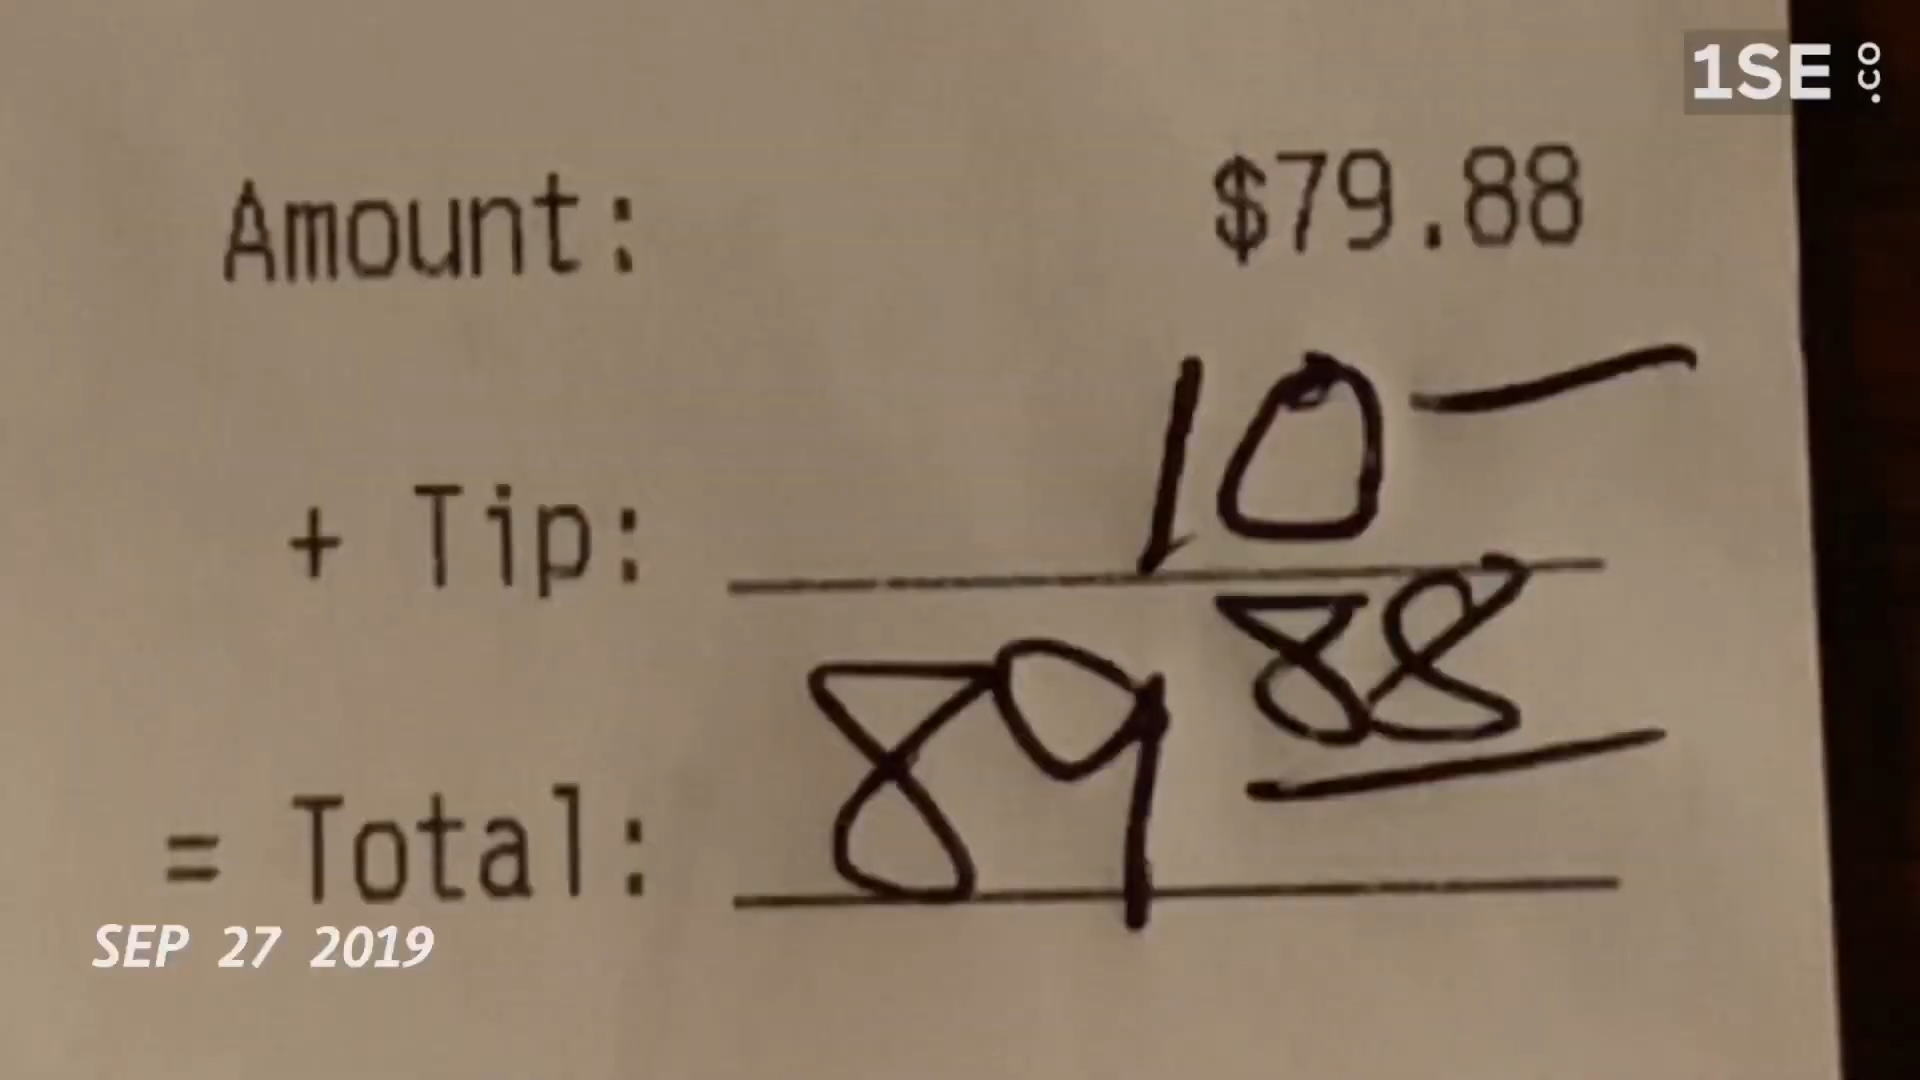 1SE .co
Amount: $79.88
+ Tip: 10—
= Total: 89 88
SEP 27 2019